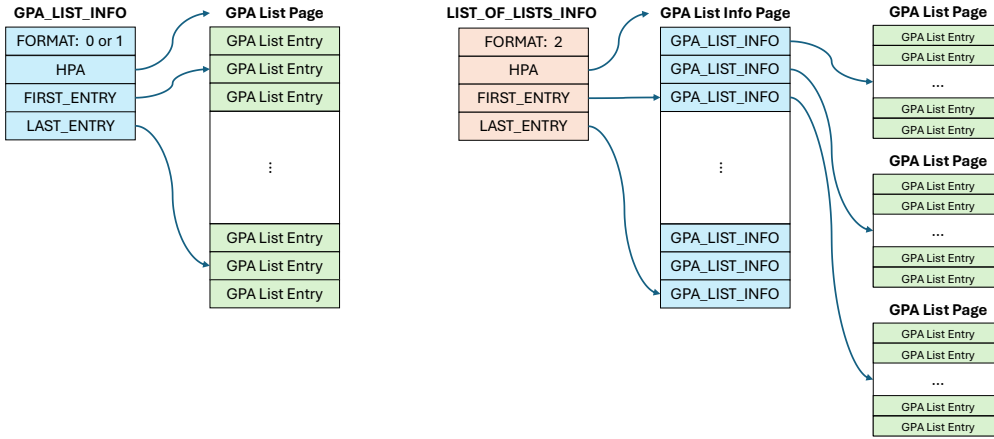 GPA_LIST_INFO
FORMAT: 0 or 1
HPA
FIRST_ENTRY
LAST_ENTRY
GPA List Page
GPA List Entry
GPA List Entry
GPA List Entry
...
GPA List Entry
GPA List Entry
GPA List Entry
LIST_OF_LISTS_INFO
FORMAT: 2
HPA
FIRST_ENTRY
LAST_ENTRY
GPA List Info Page
GPA_LIST_INFO
GPA_LIST_INFO
GPA_LIST_INFO
...
GPA_LIST_INFO
GPA_LIST_INFO
GPA_LIST_INFO
GPA List Page
GPA List Entry
GPA List Entry
...
GPA List Entry
GPA List Entry
GPA List Page
GPA List Entry
GPA List Entry
...
GPA List Entry
GPA List Entry
GPA List Page
GPA List Entry
GPA List Entry
...
GPA List Entry
GPA List Entry